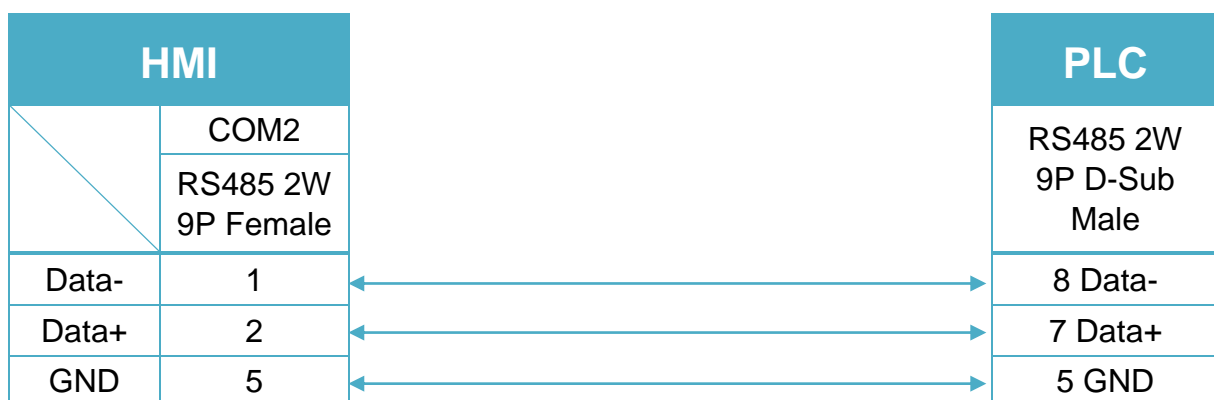 HMI
PLC
COM2
RS485 2W
9P Female
RS485 2W
9P D-Sub
Male
Data- 1 8 Data-
Data+ 2 7 Data+
GND 5 5 GND